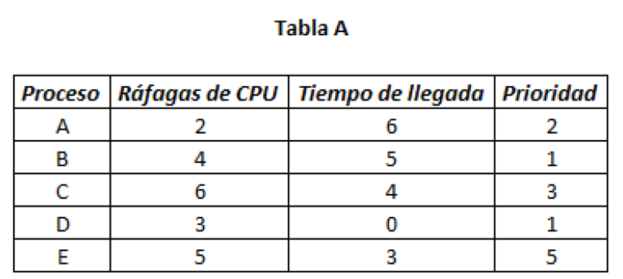 Tabla A
Proceso Ráfagas de CPU Tiempo de llegada Prioridad
A 2 6 2
B 4 5 1
C 6 4 3
D 3 0 1
E 5 3 5